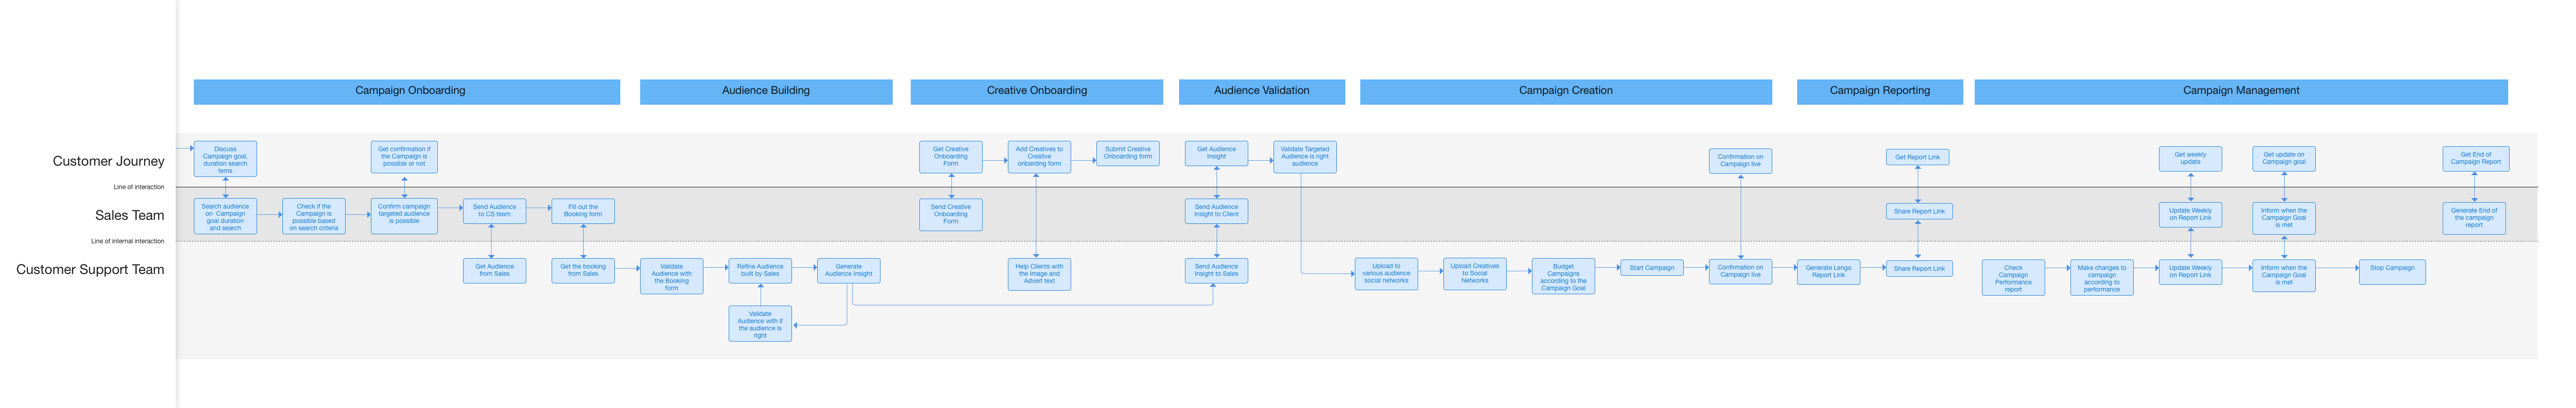 Campaign Onboarding
Audience Building
Creative Onboarding
Audience Validation
Campaign Creation
Campaign Reporting
Campaign Management
Customer Journey
Discuss
Campaign goal,
duration search
tems
Get confirmation if
the Campaign is
possible or not
Get Creative
Onboarding
Form
Add Creatives to
Creative
onbarding form
Submit Creative
Onboarding form
Get Audience
Insight
Validate Targeted
Audience is right
audience
Confirmation on
Campaign live
Get Report Link
Get weekly
update
Get update on
Campaign goal
Get End of
Campaign Report
Line of interaction
Sales Team
Search audience
on Campaign
goal duration
and search
Check if the
Campaign is
possible based
on search criteria
Confirm campaign
targeted audience
is possible
Send Audience
to CS team
Fill out the
Booking form
Send Creative
Onboarding
Form
Send Audience
Insight to Client
Share Report Link
Update Weekly
on Report Link
Inform when the
Campaign Goal
is met
Generate End of
the campaign
report
Line of internal interaction
Customer Support Team
Get Audience
from Sales
Get the booking
from Sales
Validate
Audience with
the Booking
form
Refine Audience
built by Sales
Generate
Audience Insight
Help Clients with
the Image and
Advert text
Send Audience
Insight to Sales
Upload to
various audience
social networks
Upload Creatives
to Social
Networks
Budget
Campaigns
according to the
Campaign Goal
Start Campaign
Confirmation on
Campaign live
Generate Lengo
Report Link
Share Report Link
Check
Campaign
Performance
report
Make changes to
campaign
according to
performance
Update Weekly
on Report Link
Inform when the
Campaign Goal
is met
Stop Campaign
Validate
Audience with if
the audience is
right